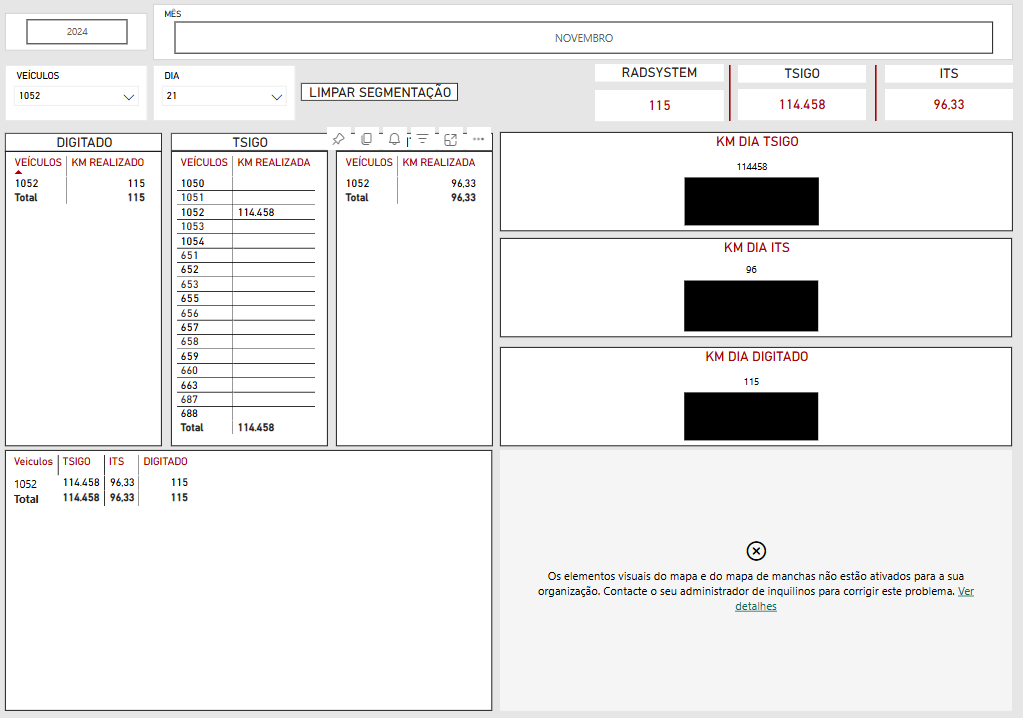 2024
MÊS
NOVEMBRO
VEÍCULOS
1052
DIA
21
LIMPAR SEGMENTAÇÃO
RADSYSTEM
115
TSIGO
114.458
ITS
96,33
DIGITADO
VEÍCULOS KM REALIZADO
1052 115
Total 115
TSIGO
VEÍCULOS KM REALIZADA
1050
1051
1052 114.458
1053
1054
651
652
653
655
656
657
658
659
660
663
687
688
Total 114.458
VEÍCULOS KM REALIZADA
1052 96,33
Total 96,33
KM DIA TSIGO
114458
KM DIA ITS
96
KM DIA DIGITADO
115
Veiculos TSIGO ITS DIGITADO
1052 114.458 96,33 115
Total 114.458 96,33 115
Os elementos visuais do mapa e do mapa de manchas não estão ativados para a sua
organização. Contacte o seu administrador de inquilinos para corrigir este problema. Ver
detalhes